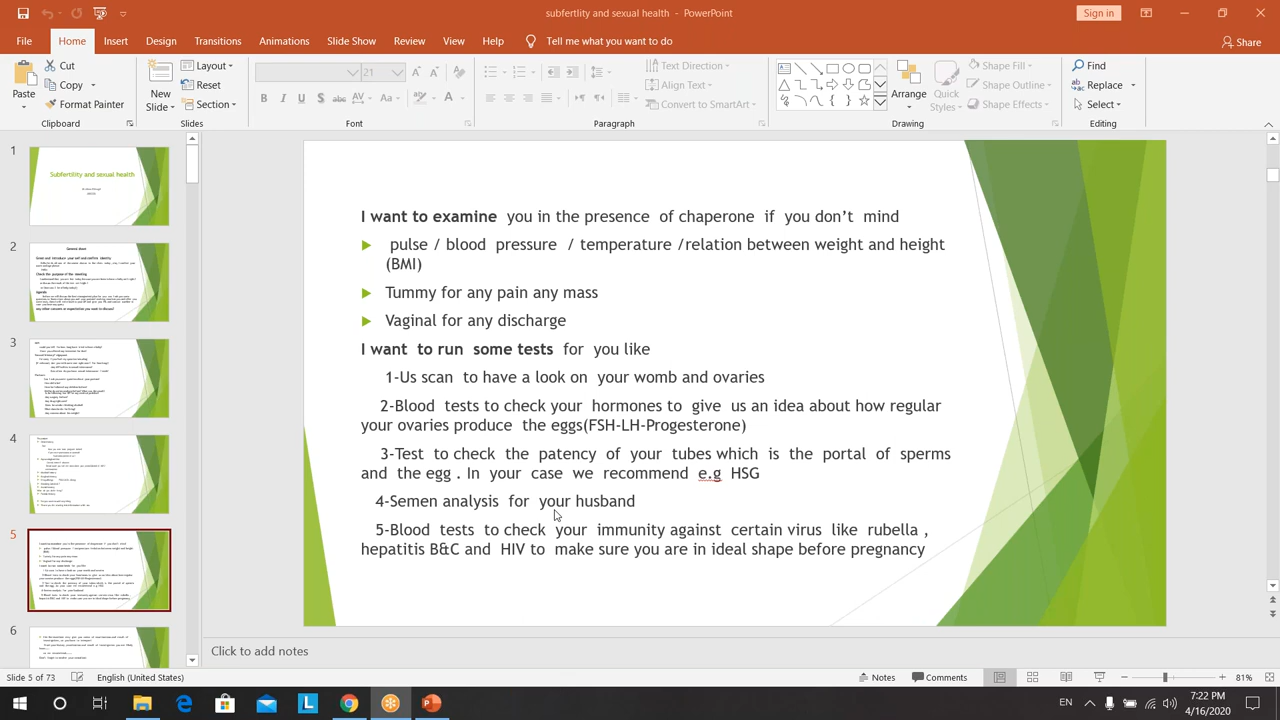 subfertlity and sexual health - PowerPoint
Sign in
File Home Insert Design Transitions Animations Slide Show Review View Help Tell me what you want to do Share
Paste
Cut
Copy
Format Painter
Clipboard
New Slide
Layout
Reset
Section
Slides
21
Font
Text Direction
Align Text
Convert to SmartArt
Paragraph
Arrange
Quick Styles
Shape Fill
Shape Outline
Shape Effects
Drawing
Find
Replace
Select
Editing
1
Subfertility and sexual health
2
3
4
5
6
I want to examine you in the presence of chaperone if you don't mind
pulse / blood pressure / temperature /relation between weight and height
(BMI)
Tummy for any pain any mass
Vaginal for any discharge
I want to run some tests for you like
1-Us scan to have a look on your womb and ovaries
2-Blood tests to check your hormones to give us an idea about how regular
your ovaries produce the eggs(FSH-LH-Progesterone)
3-test to check the patency of your tubes which is the portal of sperms
and the egg. In your case we recommend e.g HSG
4-Semen analysis for your husband
5-Blood tests to check your immunity against certain virus like rubella ,
hepatitis B&C and HIV to make sure you are in ideal shape before pregnancy
Click to add notes
Slide 5 of 73 English (United States) Notes Comments 81%
EN 7:22 PM
4/16/2020